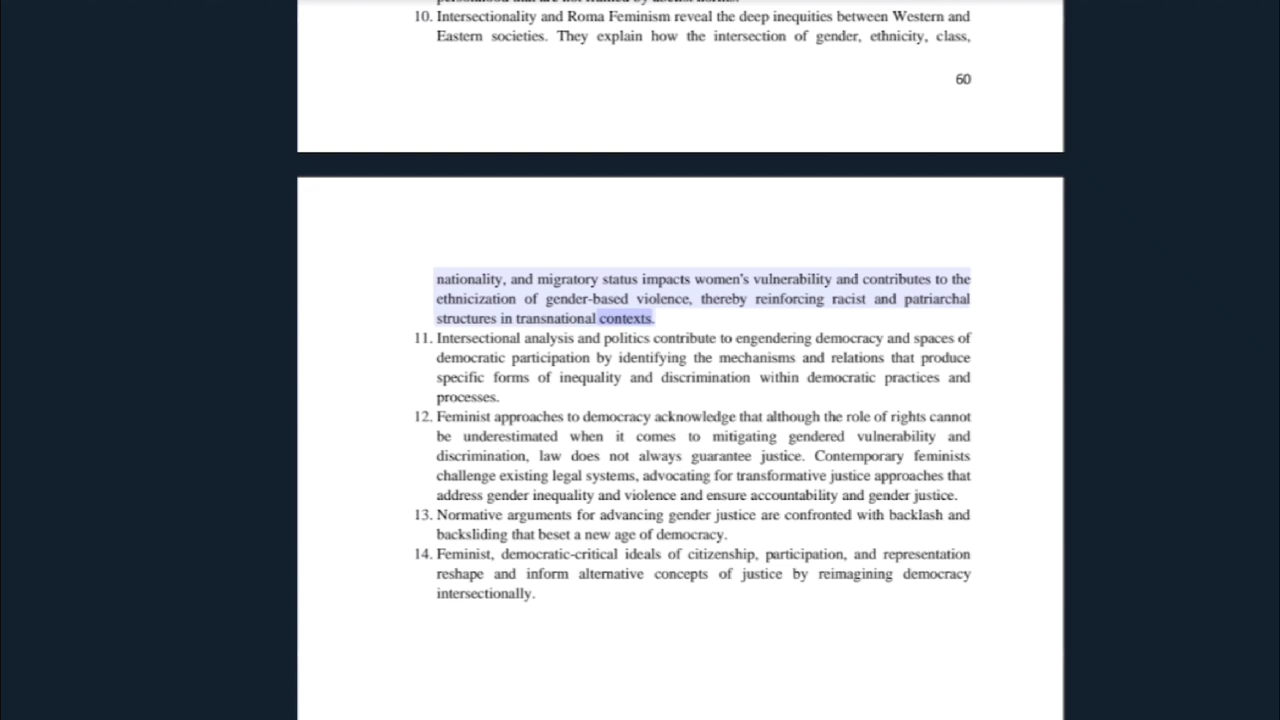 10. Intersectionality and Roma Feminism reveal the deep inequities between Western and
Eastern societies. They explain how the intersection of gender, ethnicity, class,
60
nationality, and migratory status impacts women's vulnerability and contributes to the
ethnicization of gender-based violence, thereby reinforcing racist and patriarchal
structures in transnational contexts.
11. Intersectional analysis and politics contribute to engendering democracy and spaces of
democratic participation by identifying the mechanisms and relations that produce
specific forms of inequality and discrimination within democratic practices and
processes.
12. Feminist approaches to democracy acknowledge that although the role of rights cannot
be underestimated when it comes to mitigating gendered vulnerability and
discrimination, law does not always guarantee justice. Contemporary feminists
challenge existing legal systems, advocating for transformative justice approaches that
address gender inequality and violence and ensure accountability and gender justice.
13. Normative arguments for advancing gender justice are confronted with backlash and
backsliding that beset a new age of democracy.
14. Feminist, democratic-critical ideals of citizenship, participation, and representation
reshape and inform alternative concepts of justice by reimagining democracy
intersectionally.